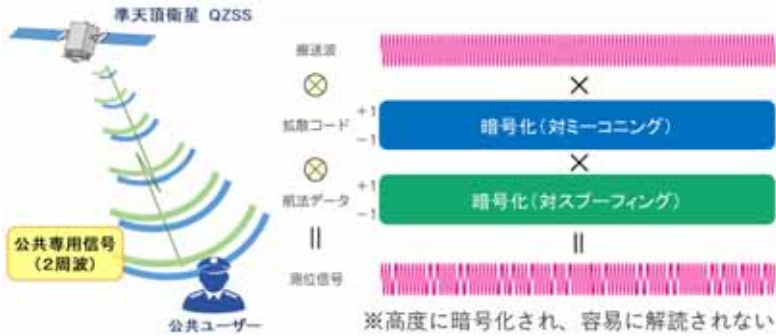 準天頂衛星 QZSS
搬送波
拡散コード
+1
-1
暗号化(対ミーコニング)
航法データ
+1
-1
暗号化(対スプーフィング)
公共専用信号
(2周波)
測位信号
公共ユーザー
※高度に暗号化され、容易に解読されない